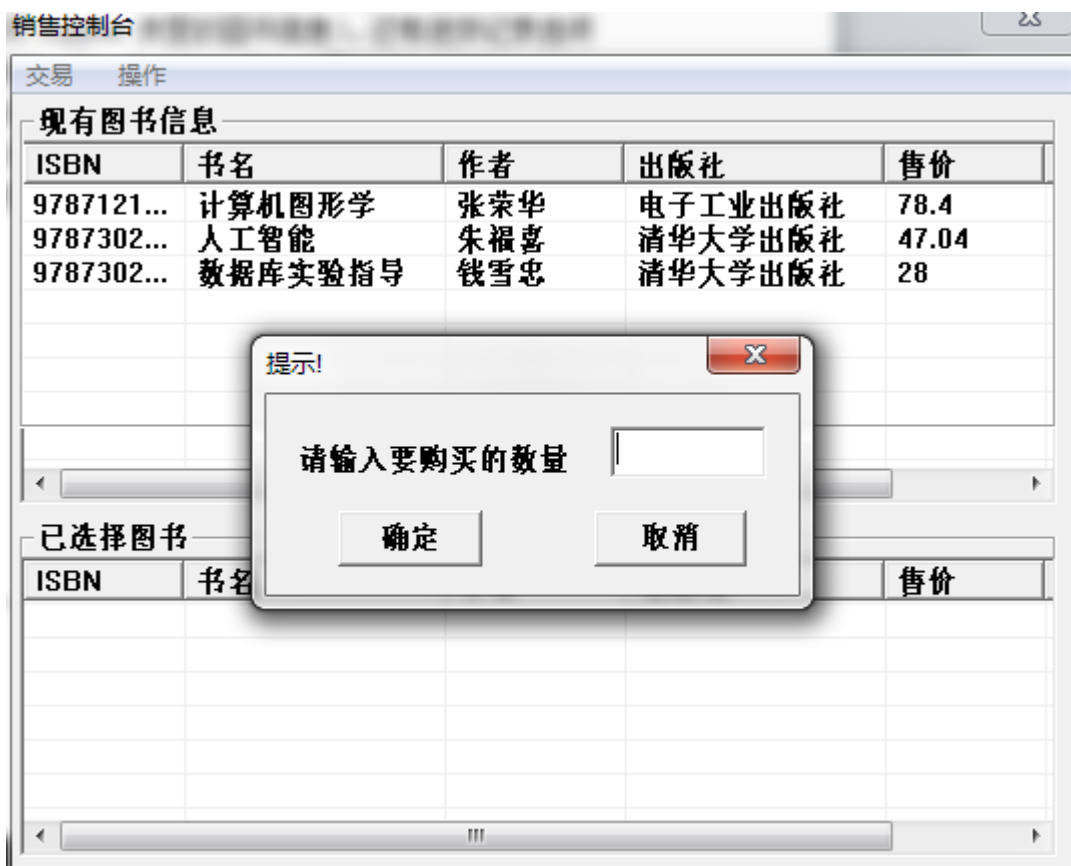 销售控制台
交易 操作
现有图书信息
ISBN 书名 作者 出版社 售价
9787121... 计算机图形学 张荣华 电子工业出版社 78.4
9787302... 人工智能 朱福喜 清华大学出版社 47.04
9787302... 数据库实验指导 钱雪忠 清华大学出版社 28
提示!
请输入要购买的数量
确定 取消
已选择图书
ISBN 书名 售价